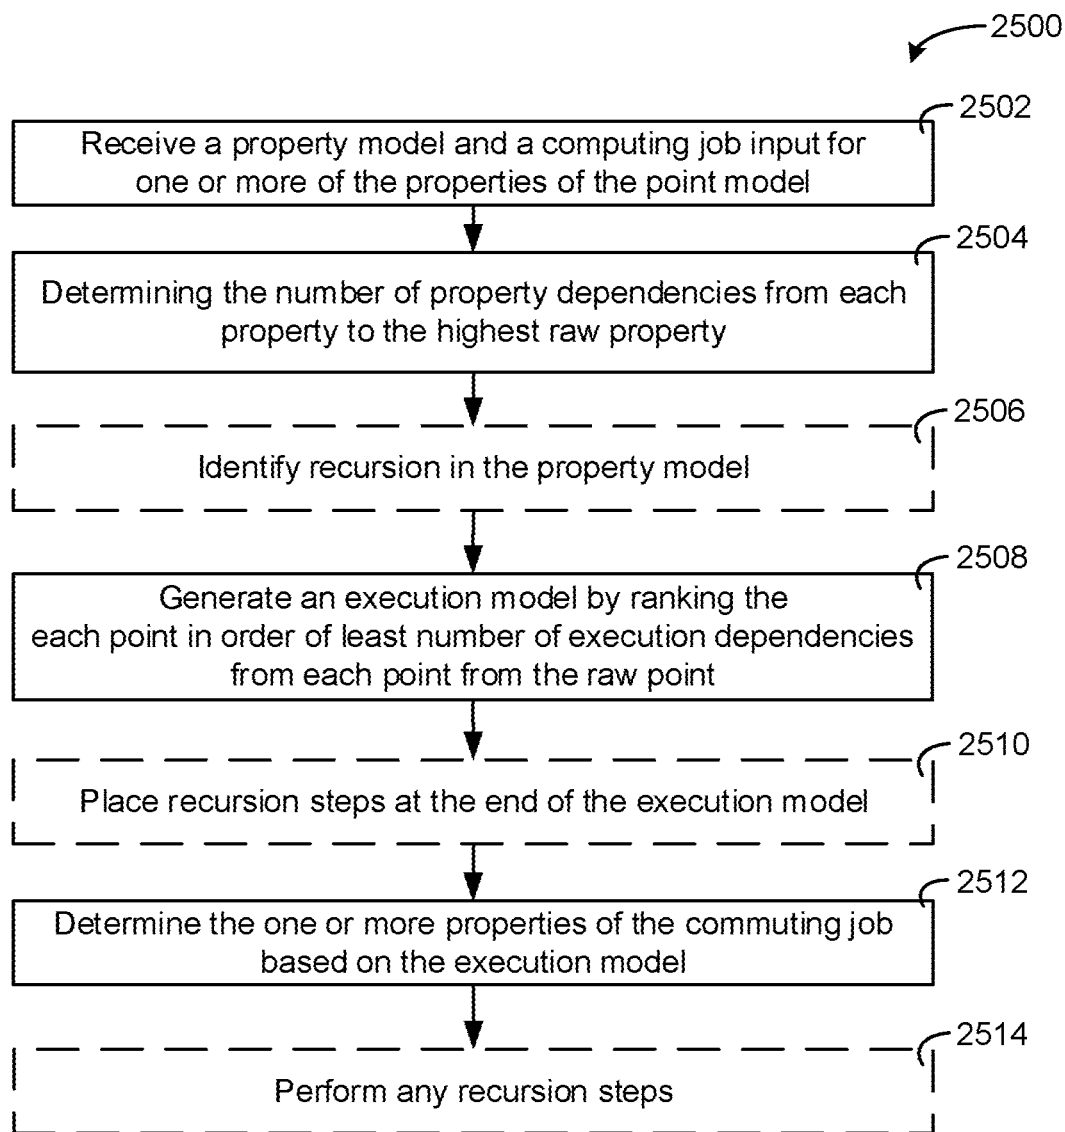 2500
2502
Receive a property model and a computing job input for
one or more of the properties of the point model
2504
Determining the number of property dependencies from each
property to the highest raw property
2506
Identify recursion in the property model
2508
Generate an execution model by ranking the
each point in order of least number of execution dependencies
from each point from the raw point
2510
Place recursion steps at the end of the execution model
2512
Determine the one or more properties of the commuting job
based on the execution model
2514
Perform any recursion steps